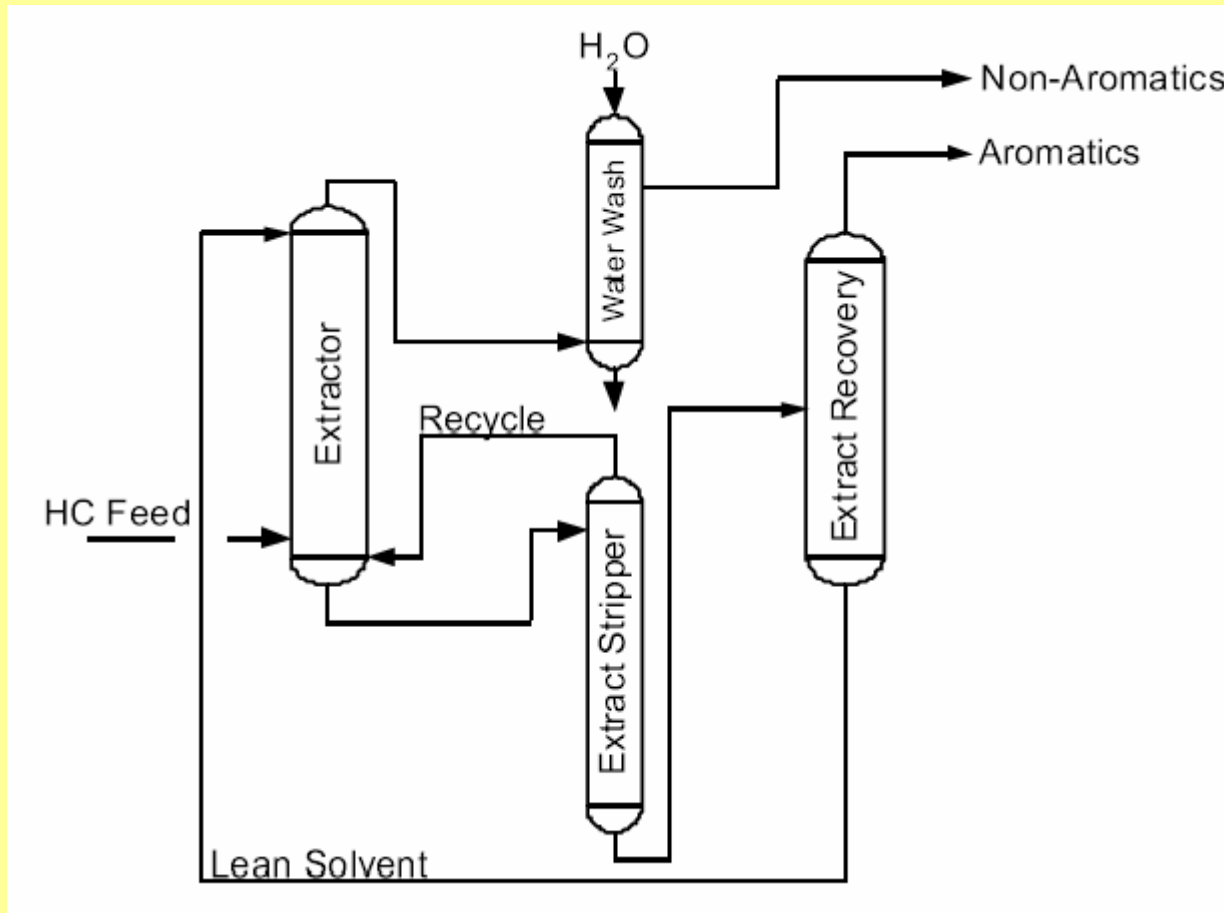 H₂O
Non-Aromatics
Aromatics
Water Wash
Extractor
Extract Recovery
Recycle
HC Feed
Extract Stripper
Lean Solvent